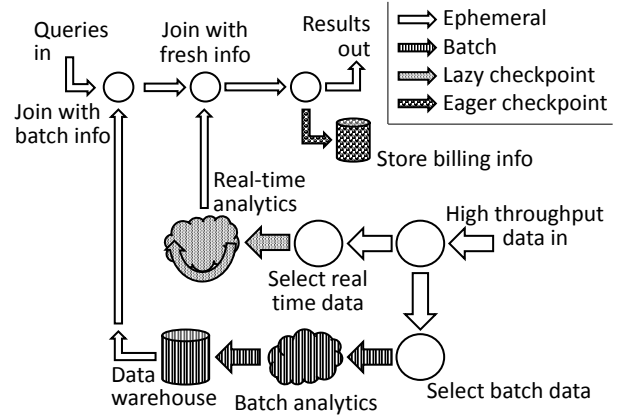 Queries
in
Join with
fresh info
Results
out
Ephemeral
Batch
Lazy checkpoint
Eager checkpoint
Join with
batch info
Store billing info
Real-time
analytics
High throughput
data in
Select real
time data
Data
warehouse
Batch analytics
Select batch data